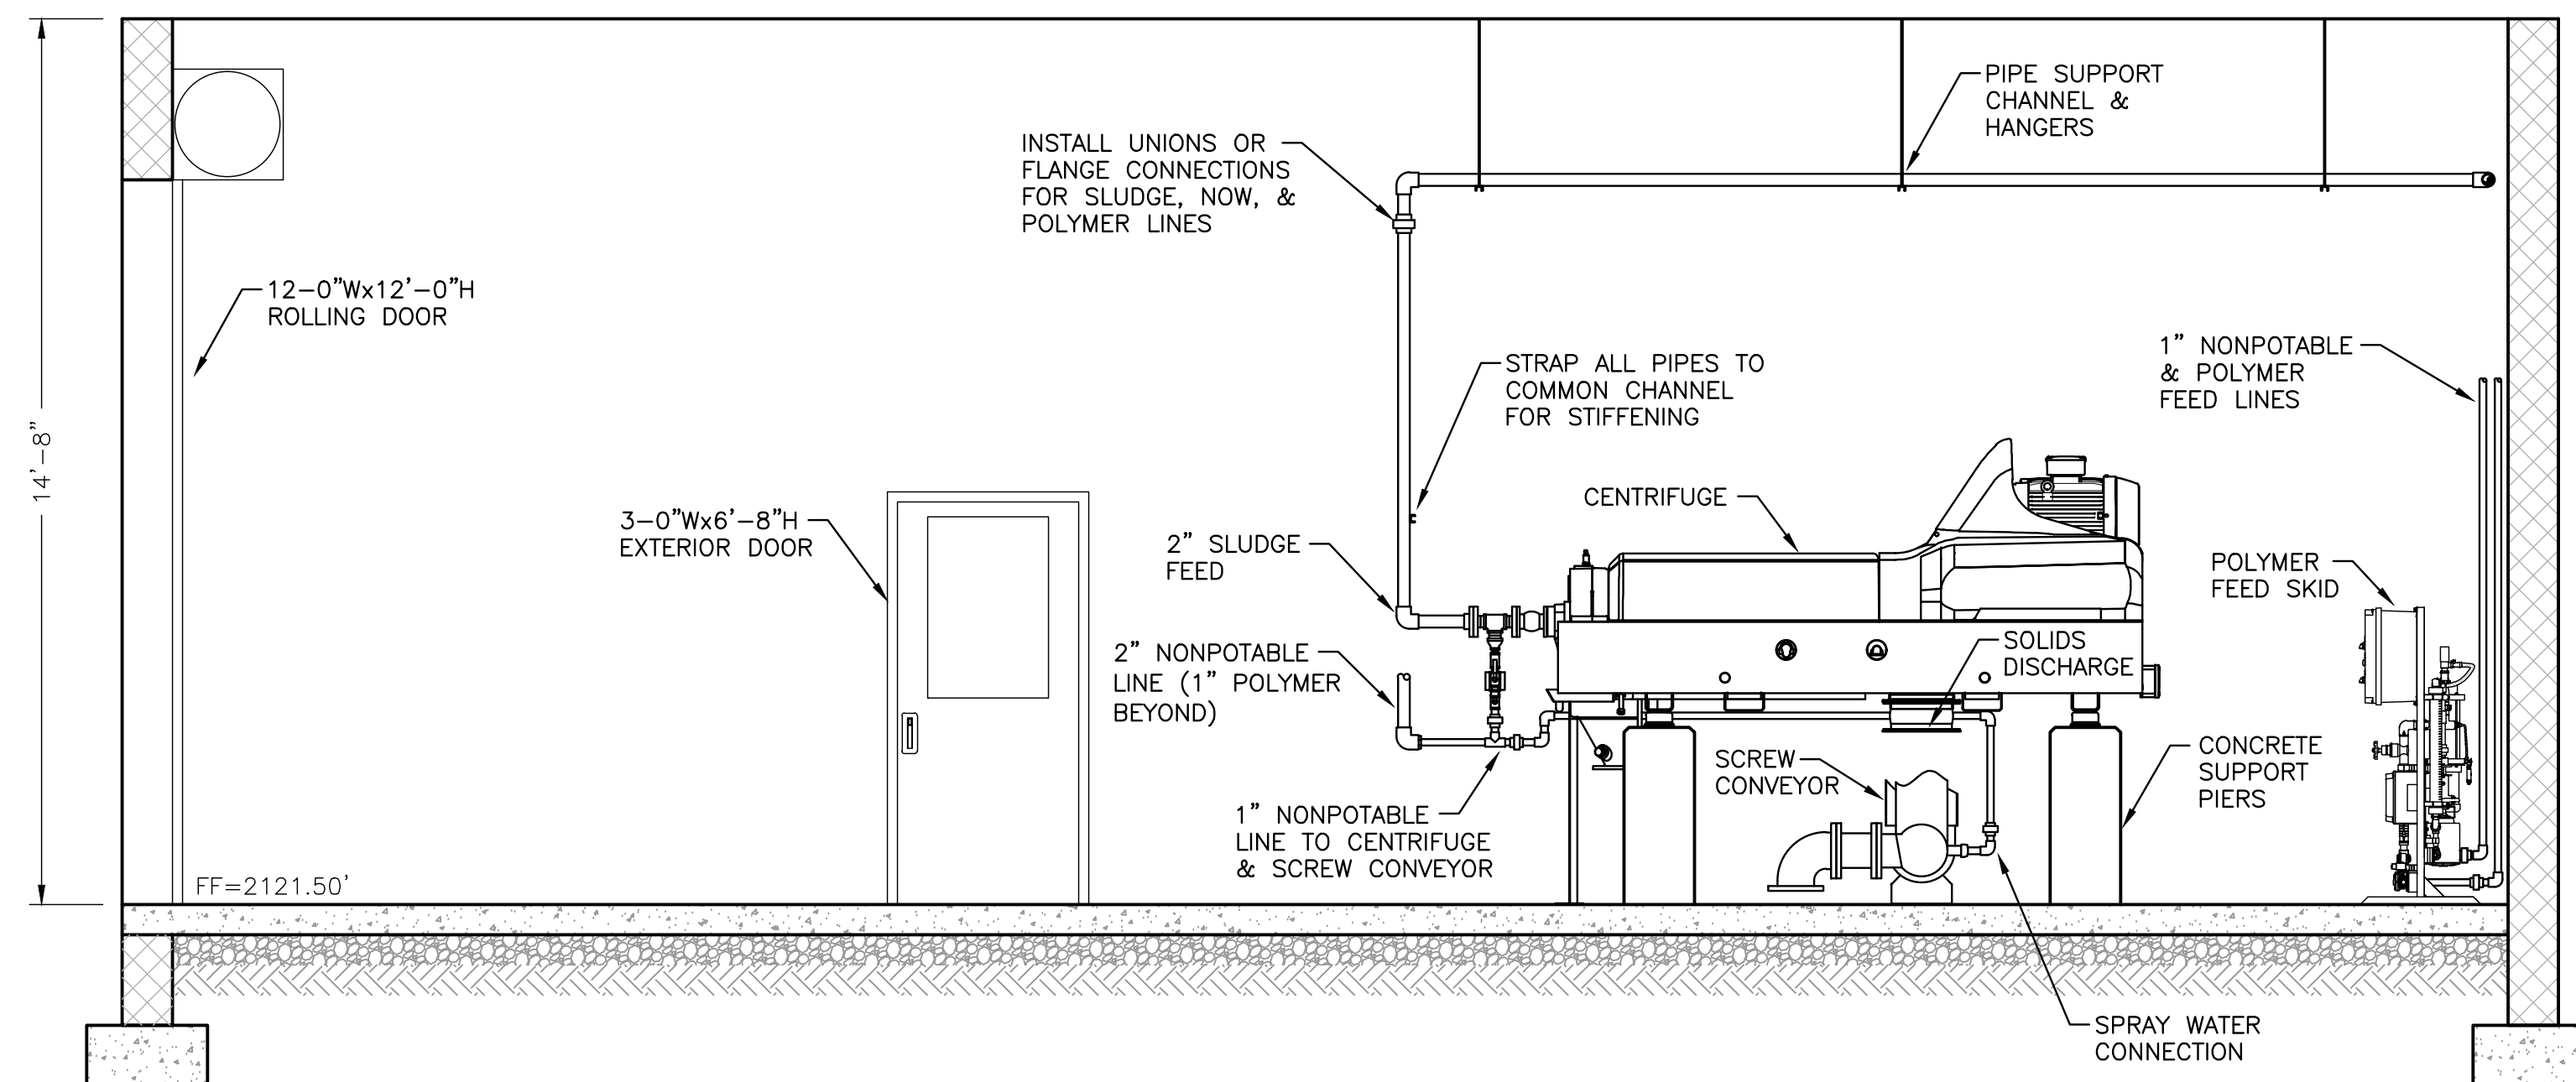 PIPE SUPPORT
CHANNEL &
HANGERS
INSTALL UNIONS OR
FLANGE CONNECTIONS
FOR SLUDGE, NOW, &
POLYMER LINES
12-0"Wx12'-0"H
ROLLING DOOR
1" NONPOTABLE
& POLYMER
FEED LINES
STRAP ALL PIPES TO
COMMON CHANNEL
FOR STIFFENING
14'-8"
CENTRIFUGE
3-0"Wx6'-8"H
EXTERIOR DOOR
2" SLUDGE
FEED
POLYMER
FEED SKID
2" NONPOTABLE
LINE (1" POLYMER
BEYOND)
SOLIDS
DISCHARGE
SCREW
CONVEYOR
CONCRETE
SUPPORT
PIERS
1" NONPOTABLE
LINE TO CENTRIFUGE
& SCREW CONVEYOR
FF=2121.50'
SPRAY WATER
CONNECTION